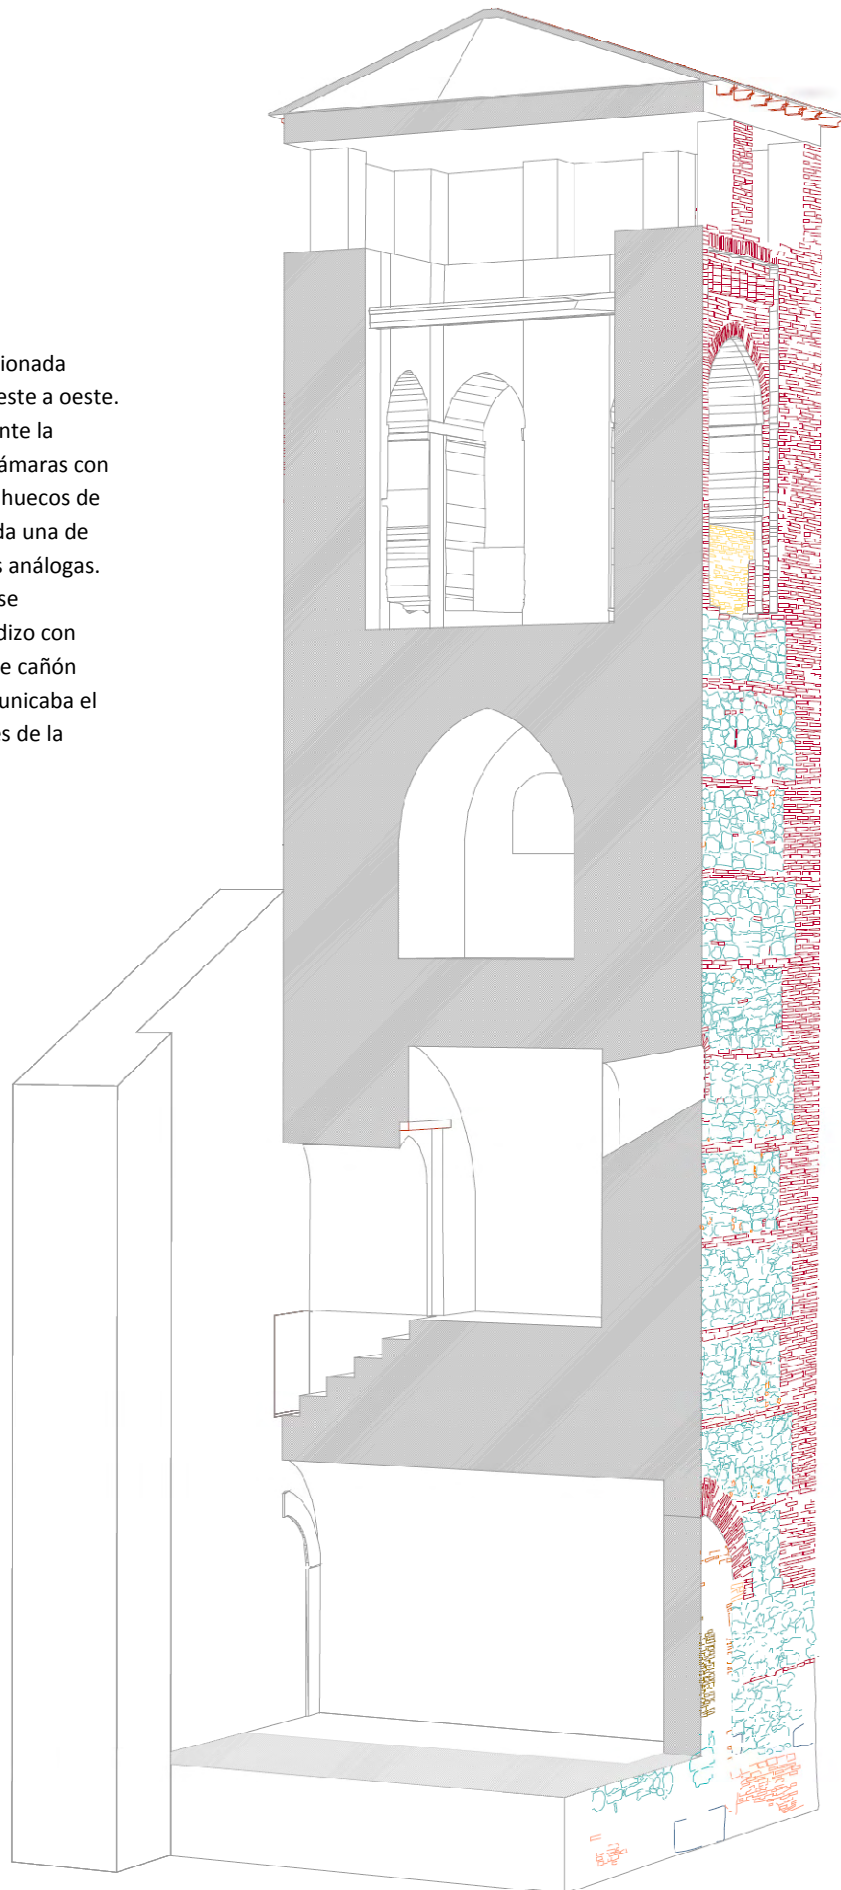 ionada
este a oeste.
nte la
ámaras con
huecos de
da una de
s análogas.
se
dizo con
e cañón
unicaba el
es de la